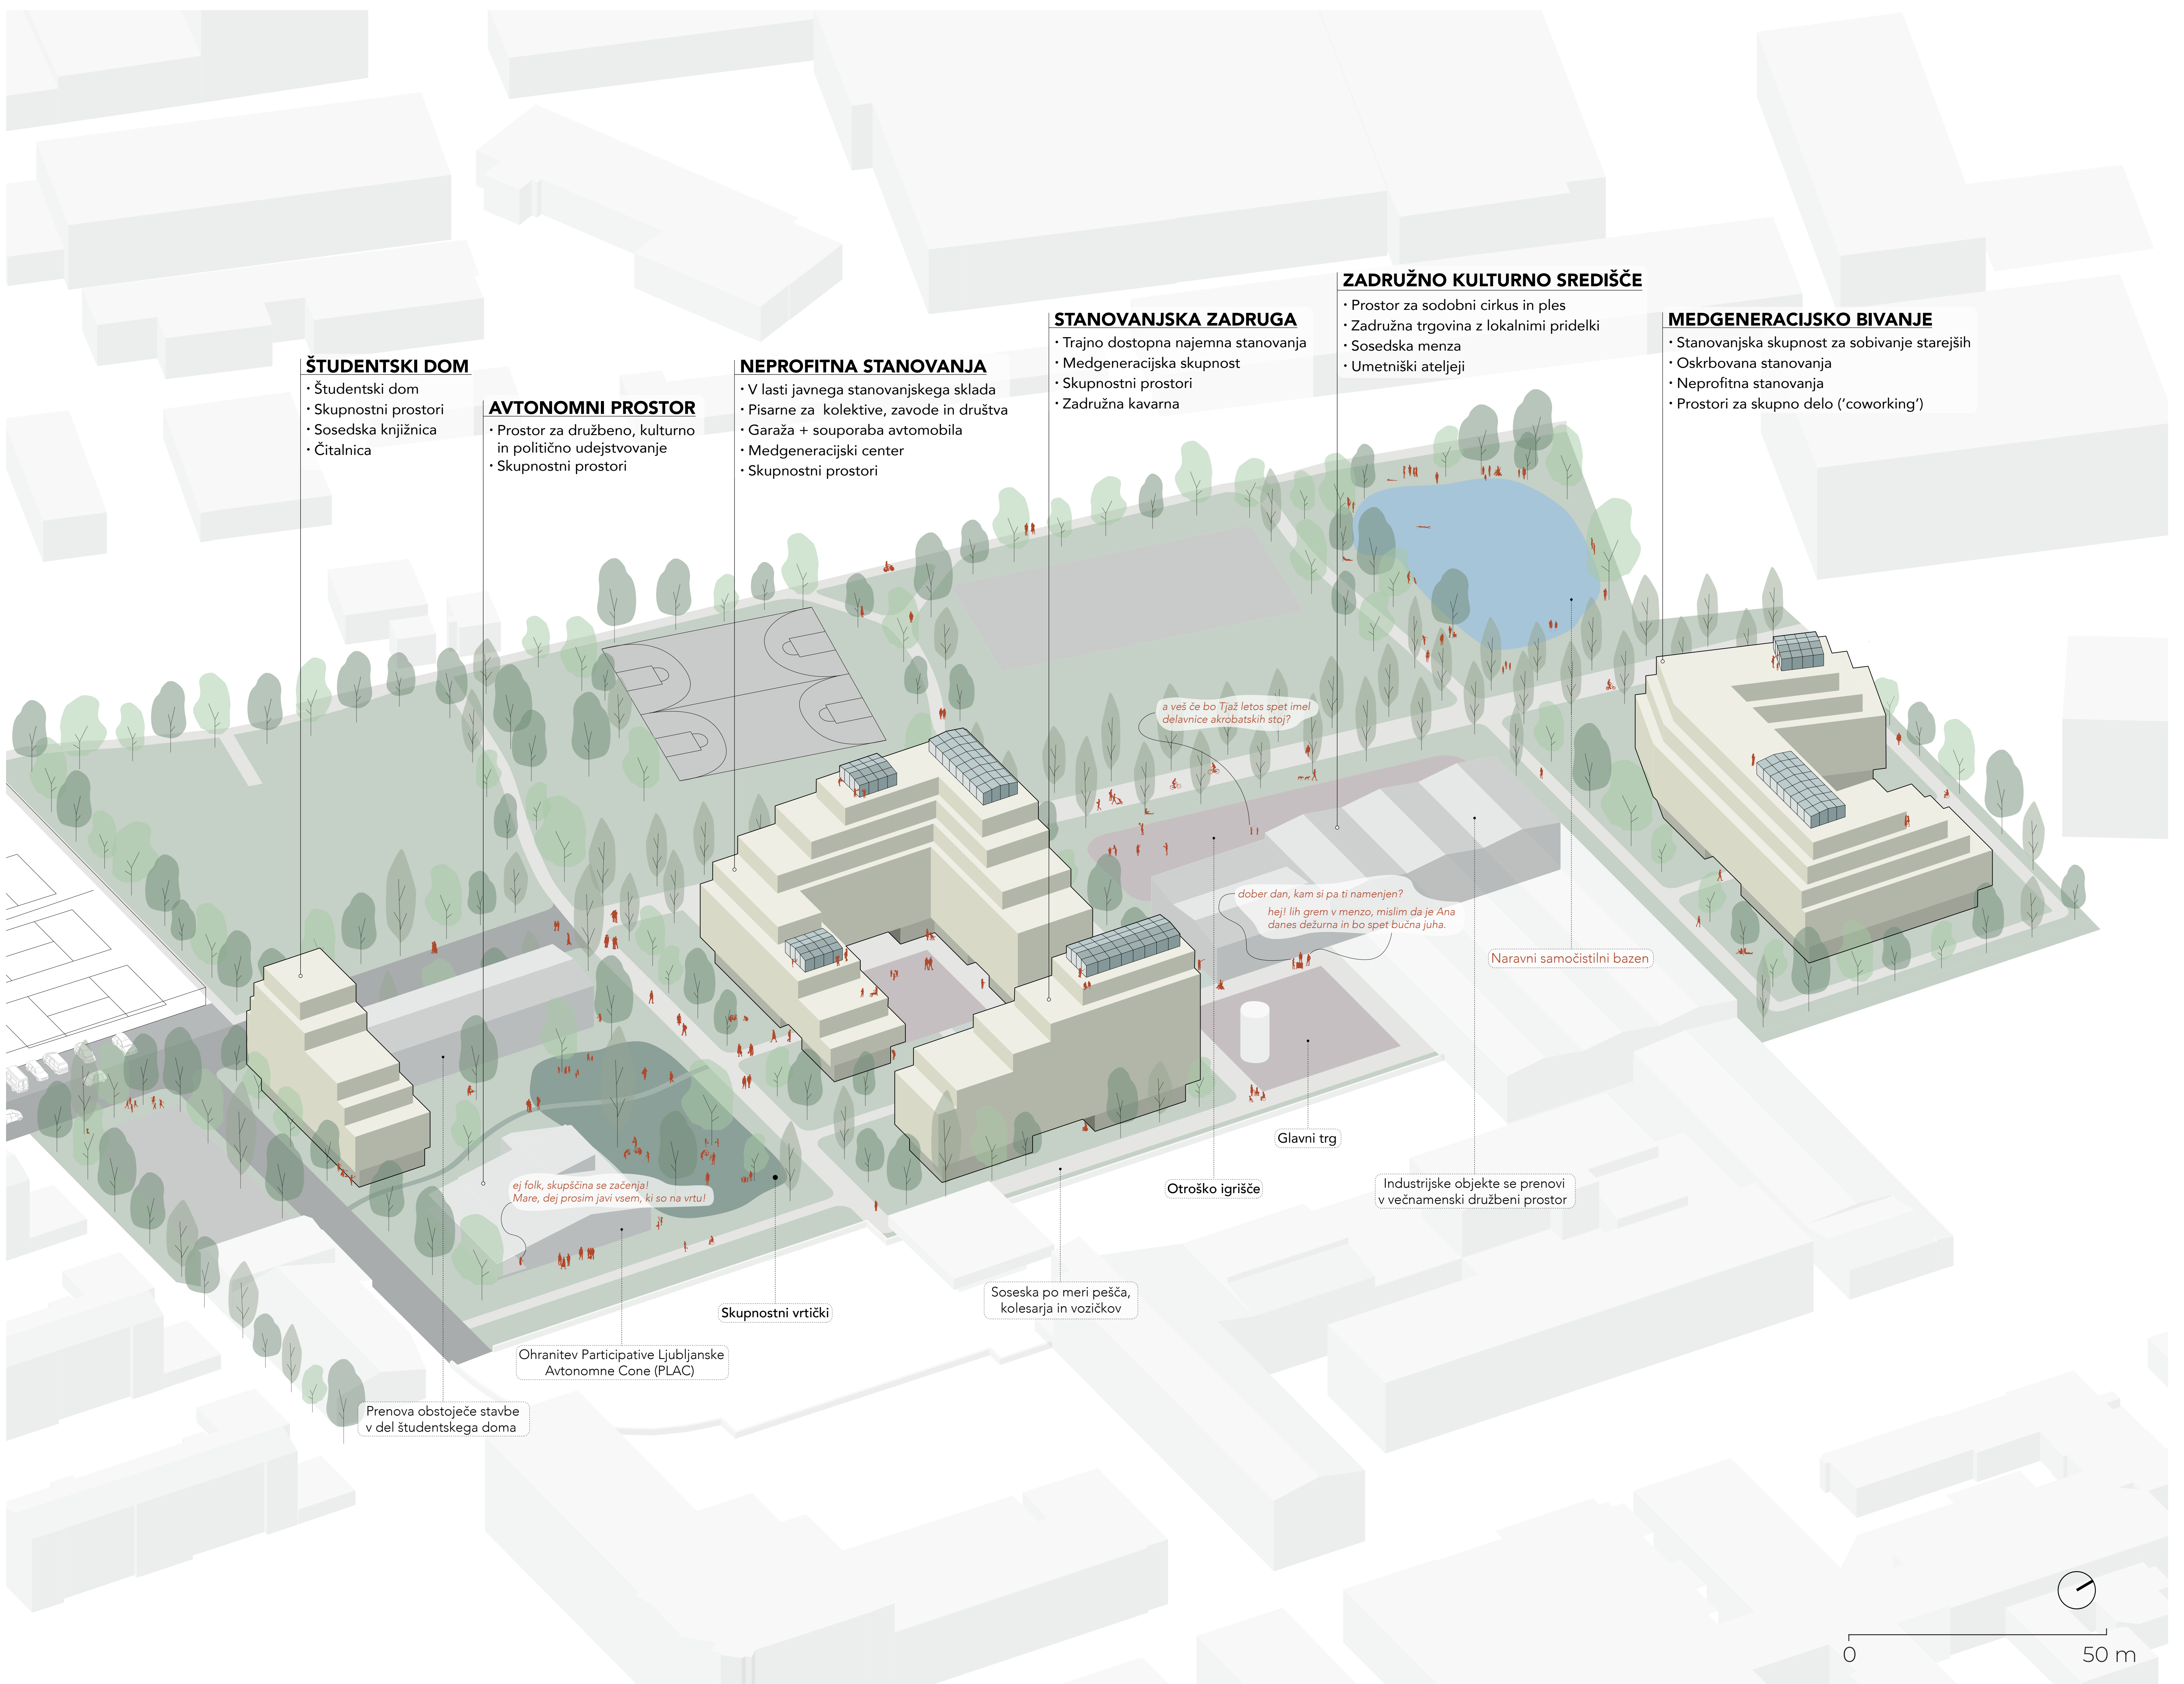 ŠTUDENTSKI DOM
· Študentski dom
· Skupnostni prostori
· Sosedska knjižnica
· Čitalnica
AVTONOMNI PROSTOR
· Prostor za družbeno, kulturno
in politično udejstvovanje
· Skupnostni prostori
NEPROFITNA STANOVANJA
· V lasti javnega stanovanjskega sklada
· Pisarne za kolektive, zavode in društva
· Garaža + souporaba avtomobila
· Medgeneracijski center
· Skupnostni prostori
STANOVANJSKA ZADRUGA
· Trajno dostopna najemna stanovanja
· Medgeneracijska skupnost
· Skupnostni prostori
· Zadružna kavarna
ZADRUŽNO KULTURNO SREDIŠČE
· Prostor za sodobni cirkus in ples
· Zadružna trgovina z lokalnimi pridelki
· Sosedska menza
· Umetniški ateljeji
MEDGENERACIJSKO BIVANJE
· Stanovanjska skupnost za sobivanje starejših
· Oskrbovana stanovanja
· Neprofitna stanovanja
· Prostori za skupno delo ('coworking')
a veš če bo Tjaž letos spet imel
delavnice akrobatskih stoj?
dober dan, kam si pa ti namenjen?
hej! lih grem v menzo, mislim da je Ana
danes dežurna in bo spet bučna juha.
Naravni samočistilni bazen
Glavni trg
Otroško igrišče
Industrijske objekte se prenovi
v večnamenski družbeni prostor
ej folk, skupščina se začenja!
Mare, dej prosim javi vsem, ki so na vrtu!
Soseska po meri pešča,
kolesarja in vozičkov
Skupnostni vrtički
Ohranitev Participative Ljubljanske
Avtonomne Cone (PLAC)
Prenova obstoječe stavbe
v del študentskega doma
0 50 m